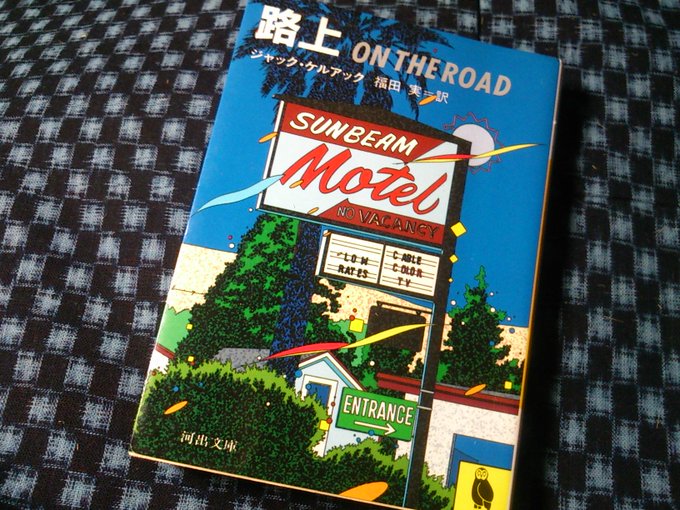 路上 ON THE ROAD
ジャック・ケルアック 福田 実=訳
SUNBEAM
Motel
NO VACANCY
LOW
RATES
CABLE
COLOR
TV
ENTRANCE
河出文庫